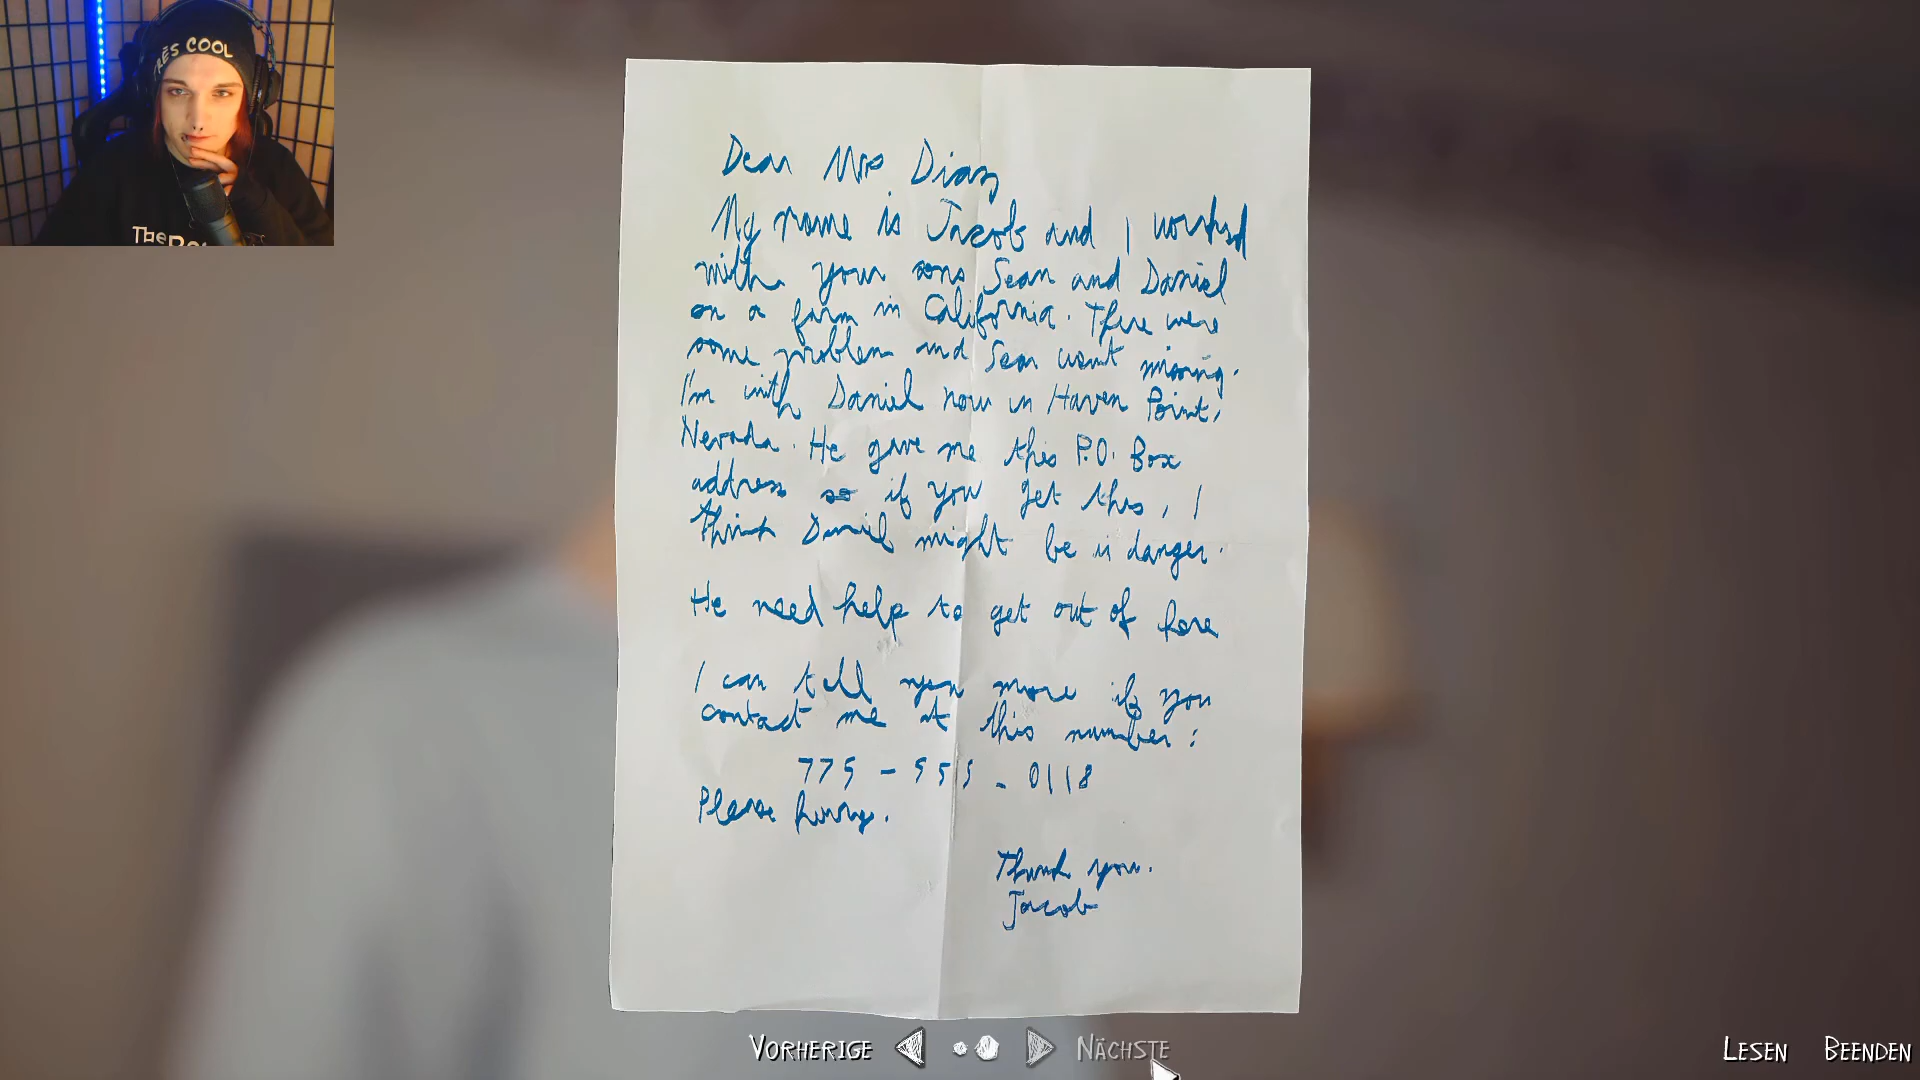 TRÈS COOL
Dear Mrs Diaz
My name is Jacob and I worked
with your sons Sean and Daniel
on a farm in California. There were
some problem and Sean went missing.
I'm with Daniel now in Haven Point,
Nevada. He gave me this P.O. Box
address so if you get this, I
think Daniel might be in danger.
He need help to get out of here
I can tell you more if you
contact me at this number:
775-555-0118
Please hurry.
Thank you.
Jacob
VORHERIGE NÄCHSTE
LESEN BEENDEN